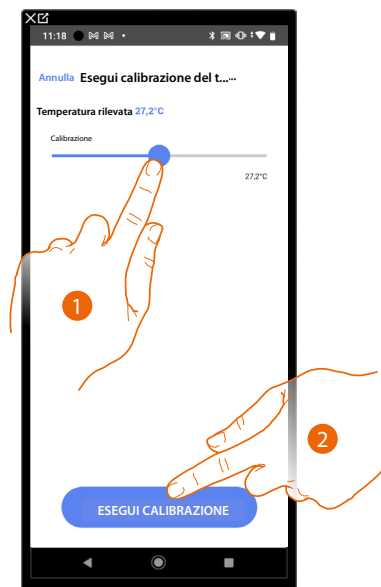 11:18
Annulla Esegui calibrazione del t......
Temperatura rilevata 27,2°C
Calibrazione
27,2°C
1
2
ESEGUI CALIBRAZIONE